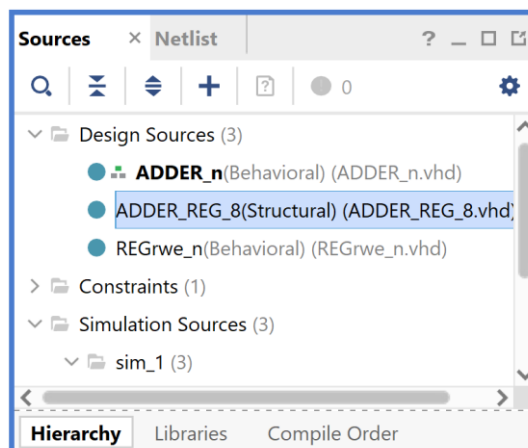 Sources × Netlist ?
0
Design Sources (3)
ADDER_n(Behavioral) (ADDER_n.vhd)
ADDER_REG_8(Structural) (ADDER_REG_8.vhd)
REGrwe_n(Behavioral) (REGrwe_n.vhd)
Constraints (1)
Simulation Sources (3)
sim_1 (3)
Hierarchy Libraries Compile Order